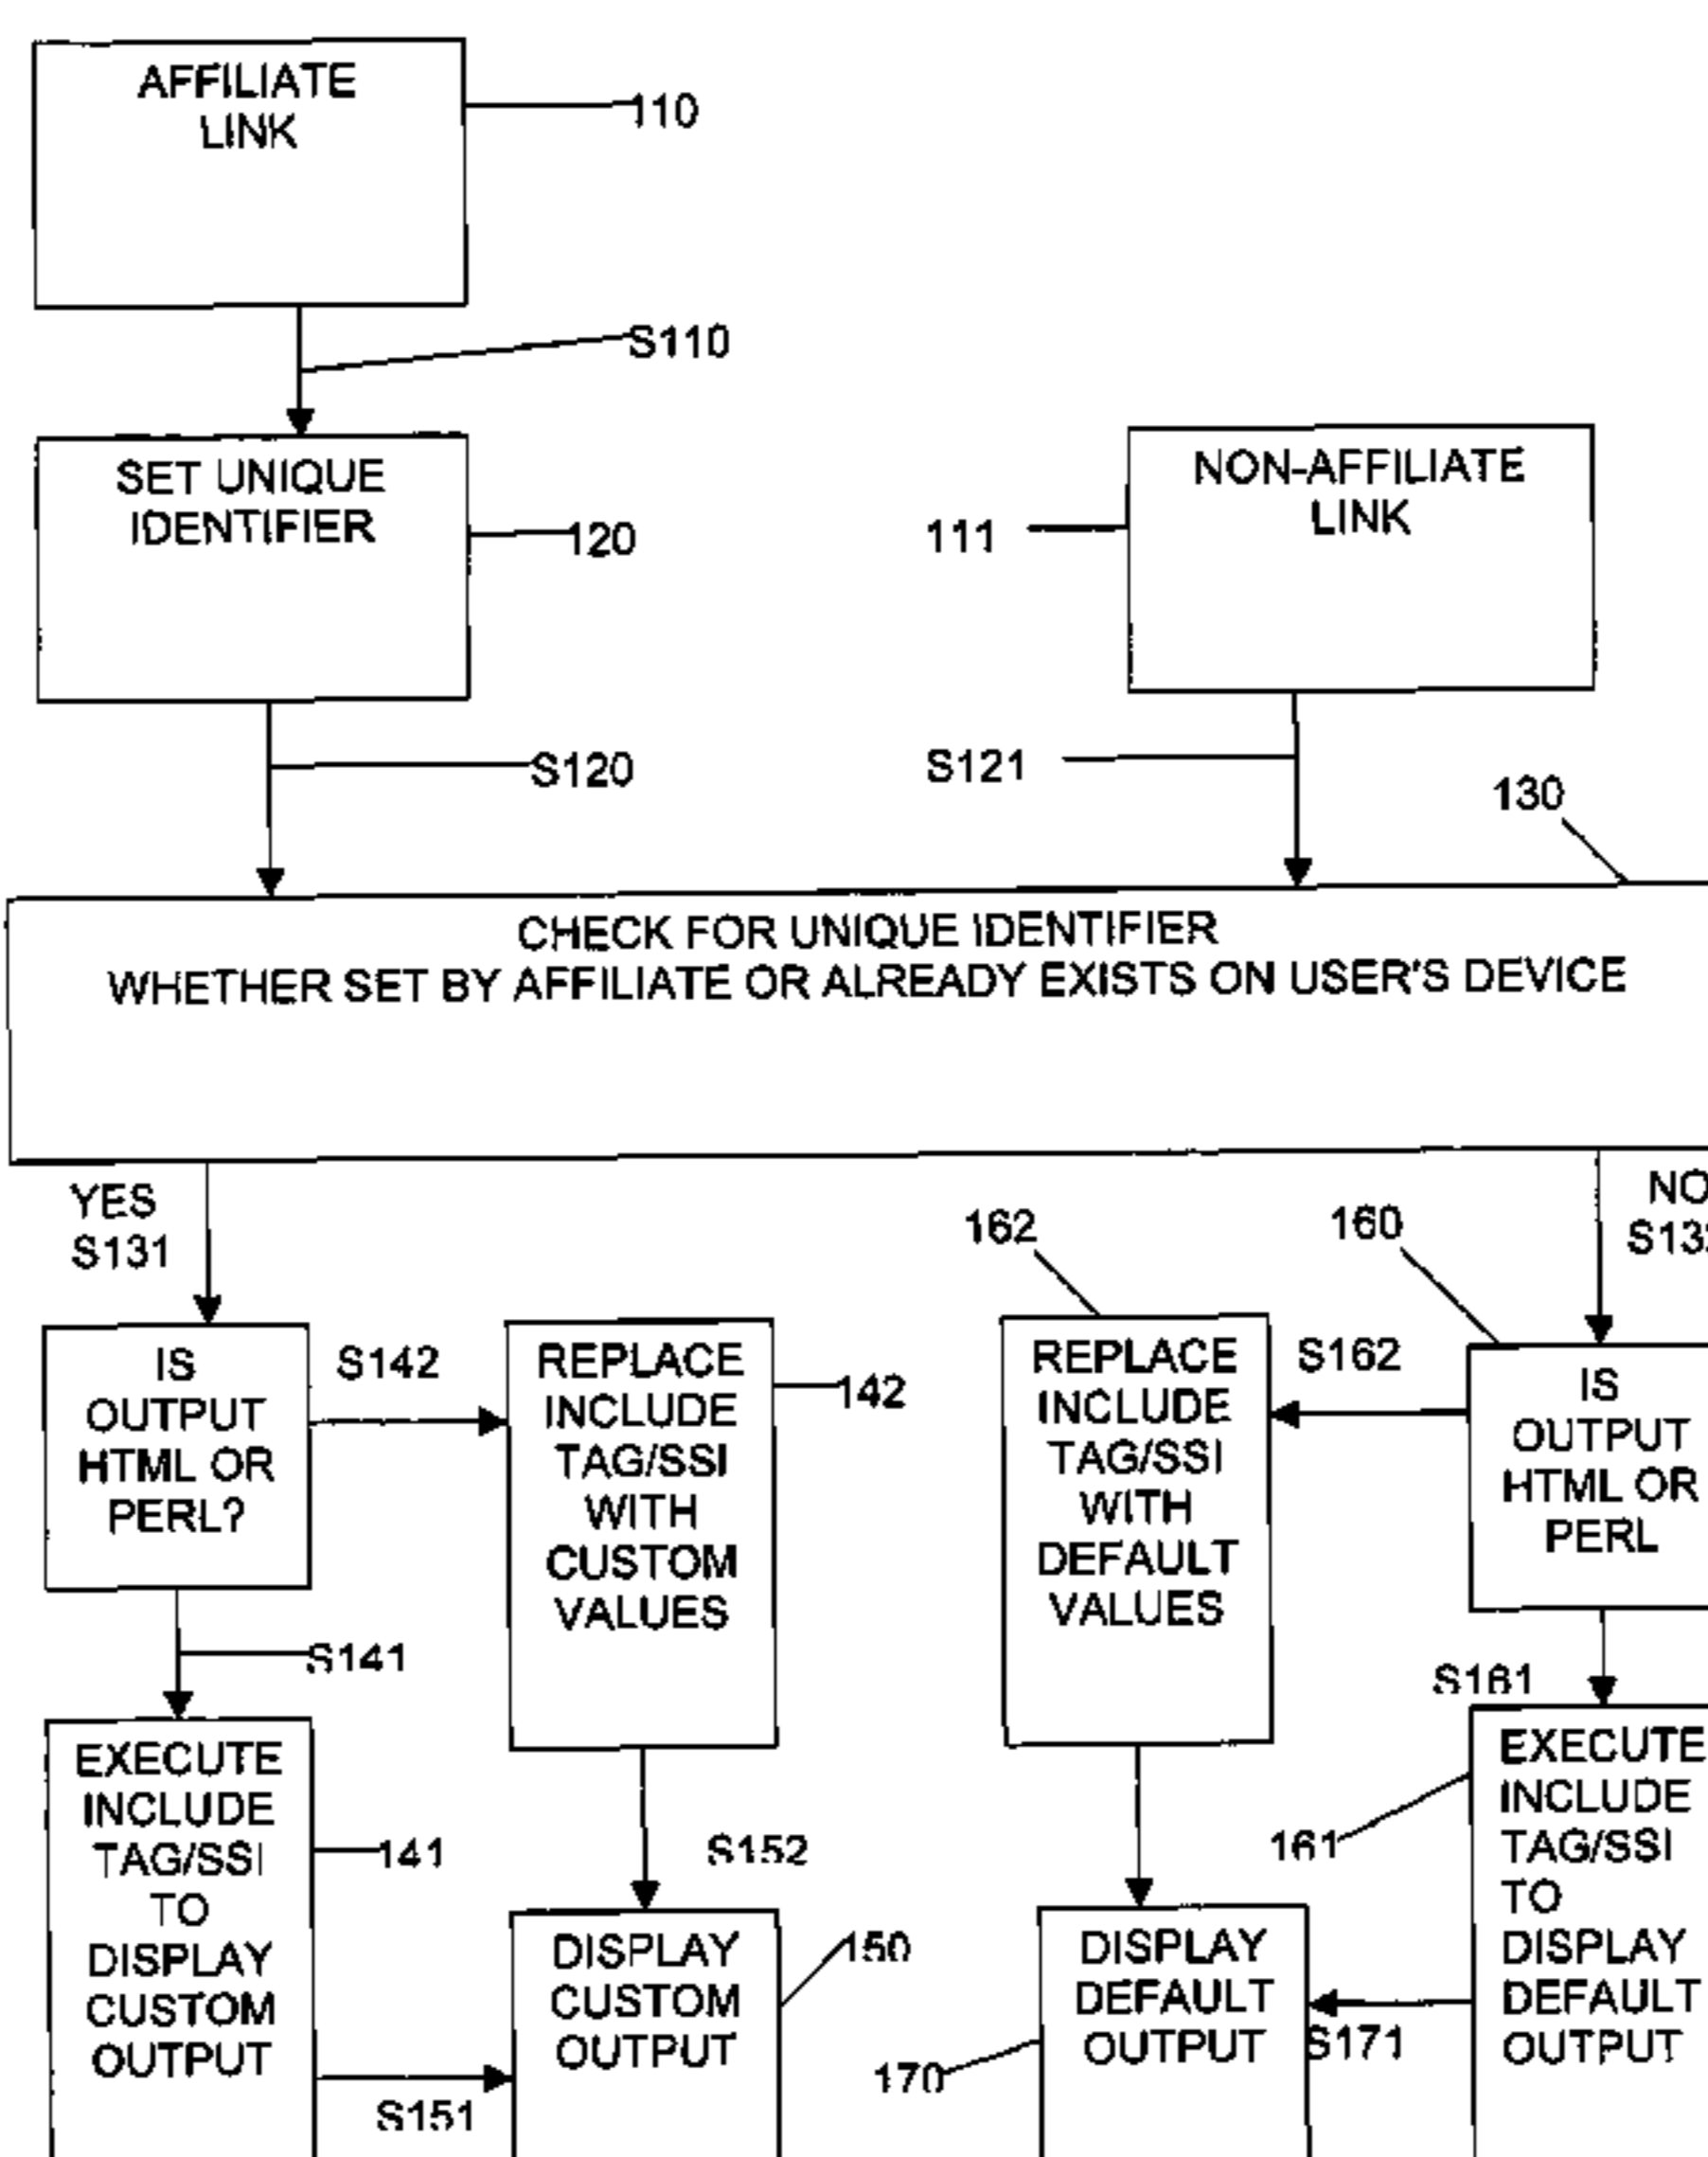 AFFILIATE
LINK
110
S110
SET UNIQUE
IDENTIFIER
120
NON-AFFILIATE
LINK
111
S120
S121
130
CHECK FOR UNIQUE IDENTIFIER
WHETHER SET BY AFFILIATE OR ALREADY EXISTS ON USER'S DEVICE
YES
S131
NO
162
160
IS
OUTPUT
HTML OR
PERL?
S142
REPLACE
INCLUDE
TAG/SSI
WITH
CUSTOM
VALUES
142
REPLACE
INCLUDE
TAG/SSI
WITH
DEFAULT
VALUES
S162
IS
OUTPUT
HTML OR
PERL
S141
S161
EXECUTE
INCLUDE
TAG/SSI
TO
DISPLAY
CUSTOM
OUTPUT
141
S152
161
EXECUTE
INCLUDE
TAG/SSI
TO
DISPLAY
DEFAULT
OUTPUT
S151
DISPLAY
CUSTOM
OUTPUT
150
DISPLAY
DEFAULT
OUTPUT
170
S171